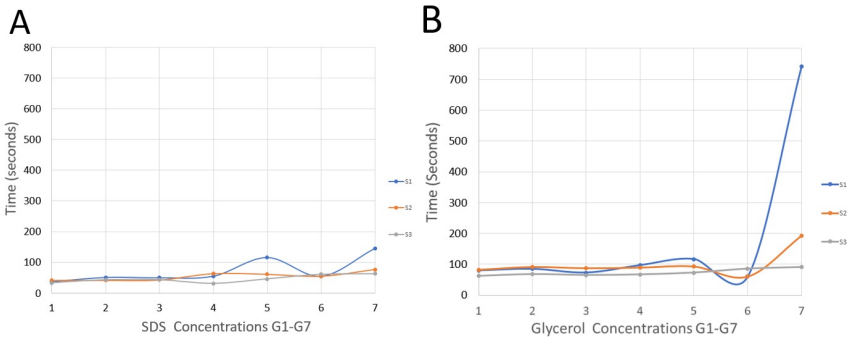 A
800
700
600
500
400
300
200
100
0
Time (seconds)
1 2 3 4 5 6 7
SDS Concentrations G1-G7
S1
S2
S3
B
800
700
600
500
400
300
200
100
0
Time (Seconds)
1 2 3 4 5 6 7
Glycerol Concentrations G1-G7
S1
S2
S3